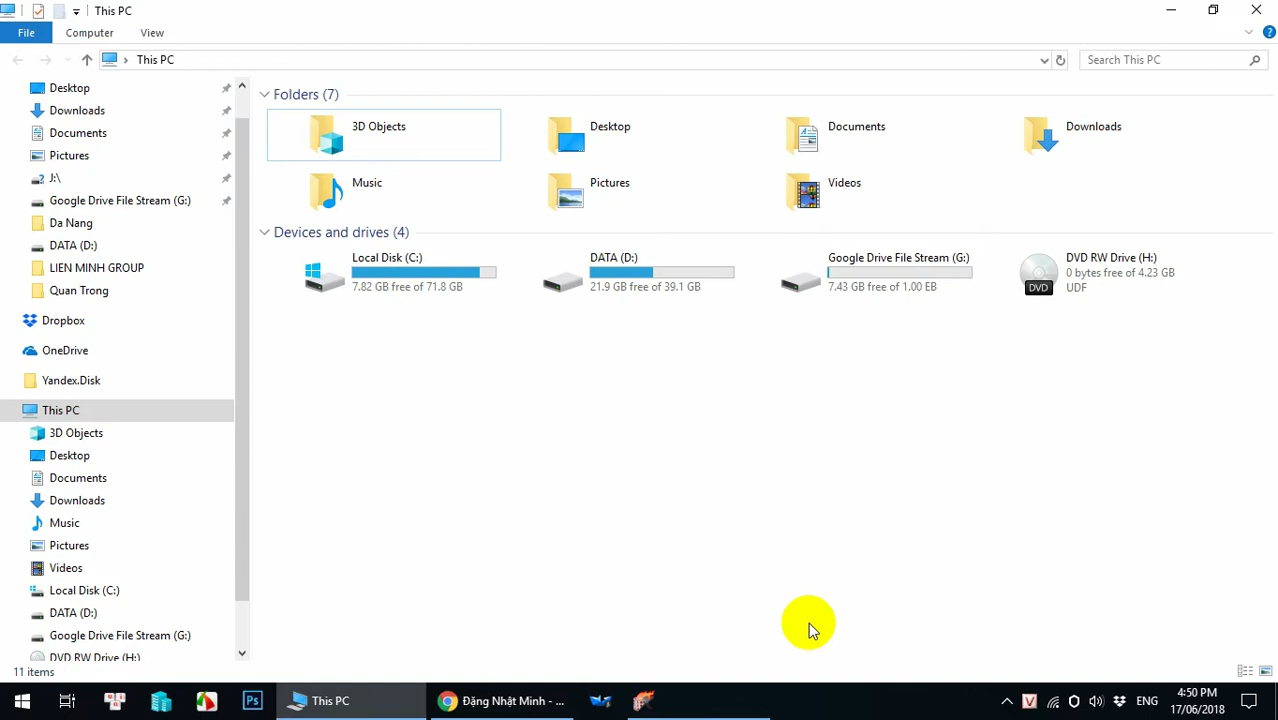 This PC
File
Computer
View
This PC
Search This PC
Desktop
Downloads
Documents
Pictures
J:\
Google Drive File Stream (G:)
Da Nang
DATA (D:)
LIEN MINH GROUP
Quan Trong
Dropbox
OneDrive
Yandex.Disk
This PC
3D Objects
Desktop
Documents
Downloads
Music
Pictures
Videos
Local Disk (C:)
DATA (D:)
Google Drive File Stream (G:)
DVD RW Drive (H:)
Folders (7)
3D Objects
Desktop
Documents
Downloads
Music
Pictures
Videos
Devices and drives (4)
Local Disk (C:)
7.82 GB free of 71.8 GB
DATA (D:)
21.9 GB free of 39.1 GB
Google Drive File Stream (G:)
7.43 GB free of 1.00 EB
DVD
DVD RW Drive (H:)
0 bytes free of 4.23 GB
UDF
11 items
Ps
This PC
Đặng Nhật Minh - ...
V
ENG
4:50 PM
17/06/2018